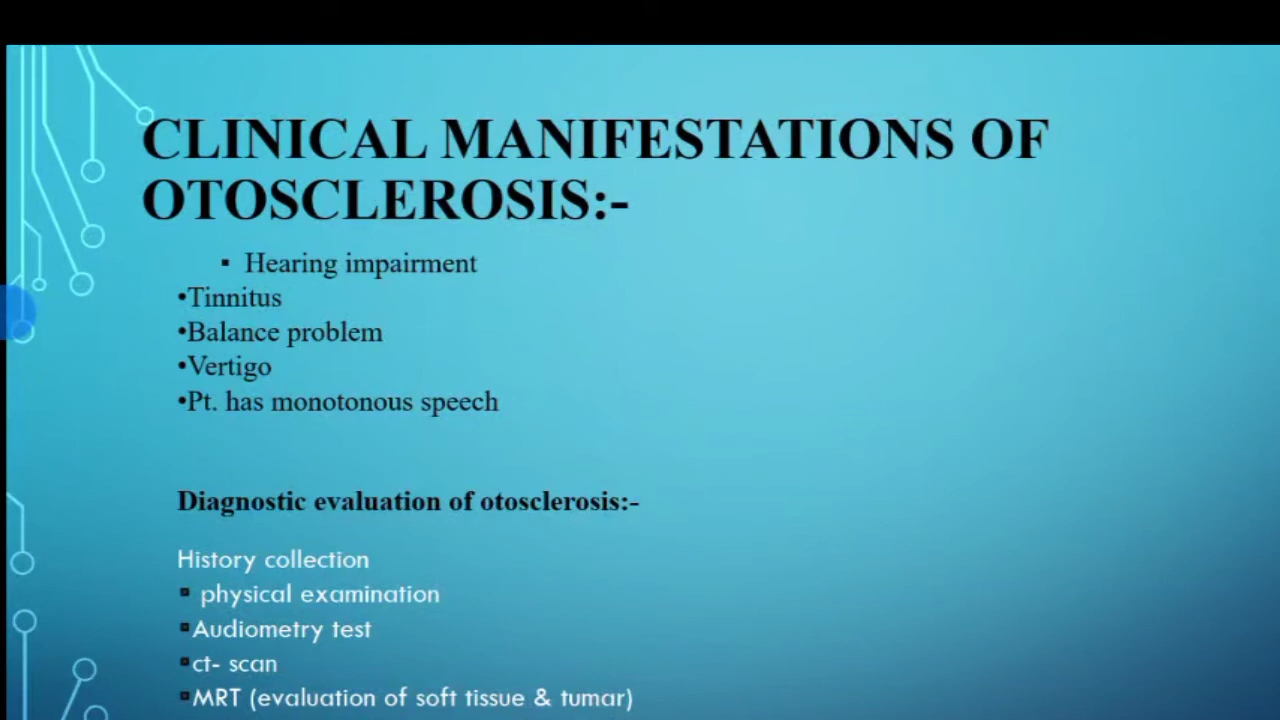 CLINICAL MANIFESTATIONS OF
OTOSCLEROSIS:-
▪ Hearing impairment
•Tinnitus
•Balance problem
•Vertigo
•Pt. has monotonous speech
Diagnostic evaluation of otosclerosis:-
History collection
▪ physical examination
▪Audiometry test
▪ct- scan
▪MRT (evaluation of soft tissue & tumar)